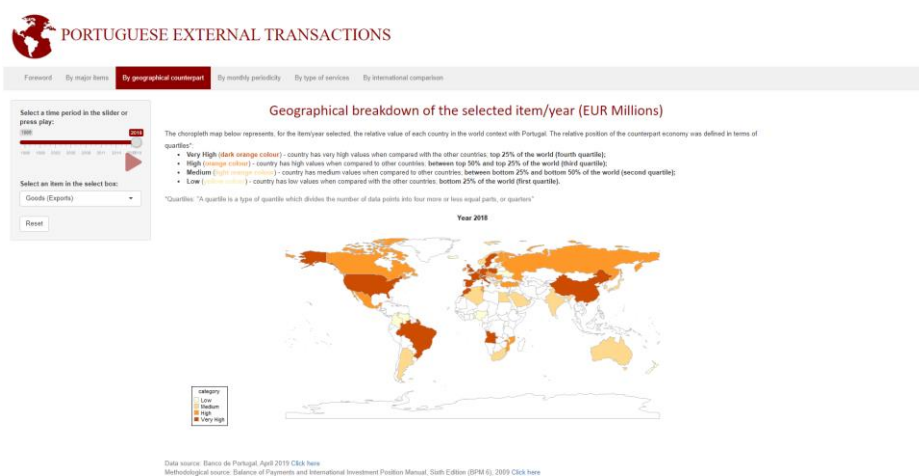 PORTUGUESE EXTERNAL TRANSACTIONS
Foreword By major items By geographical counterpart By monthly periodicity By type of services By international comparison
Select a time period in the slider or
press play:
2018
Select an item in the select box:
Goods (Exports)
Reset
Geographical breakdown of the selected item/year (EUR Millions)
The choropleth map below represents, for the item/year selected, the relative value of each country in the world context with Portugal. The relative position of the counterpart economy was defined in terms of
quartiles*:
• Very High (dark orange colour) - country has very high values when compared with the other countries: top 25% of the world (fourth quartile);
• High (orange colour) - country has high values when compared to other countries: between top 50% and top 25% of the world (third quartile);
• Medium (light orange colour) - country has medium values when compared to other countries: between bottom 25% and bottom 50% of the world (second quartile);
• Low (yellow colour) - country has low values when compared with the other countries: bottom 25% of the world (first quartile).
*Quartiles: "A quartile is a type of quantile which divides the number of data points into four more or less equal parts, or quarters"
Year 2018
category
Low
Medium
High
Very High
Data source: Banco de Portugal, April 2019 Click here
Methodological source: Balance of Payments and International Investment Position Manual, Sixth Edition (BPM 6), 2009 Click here